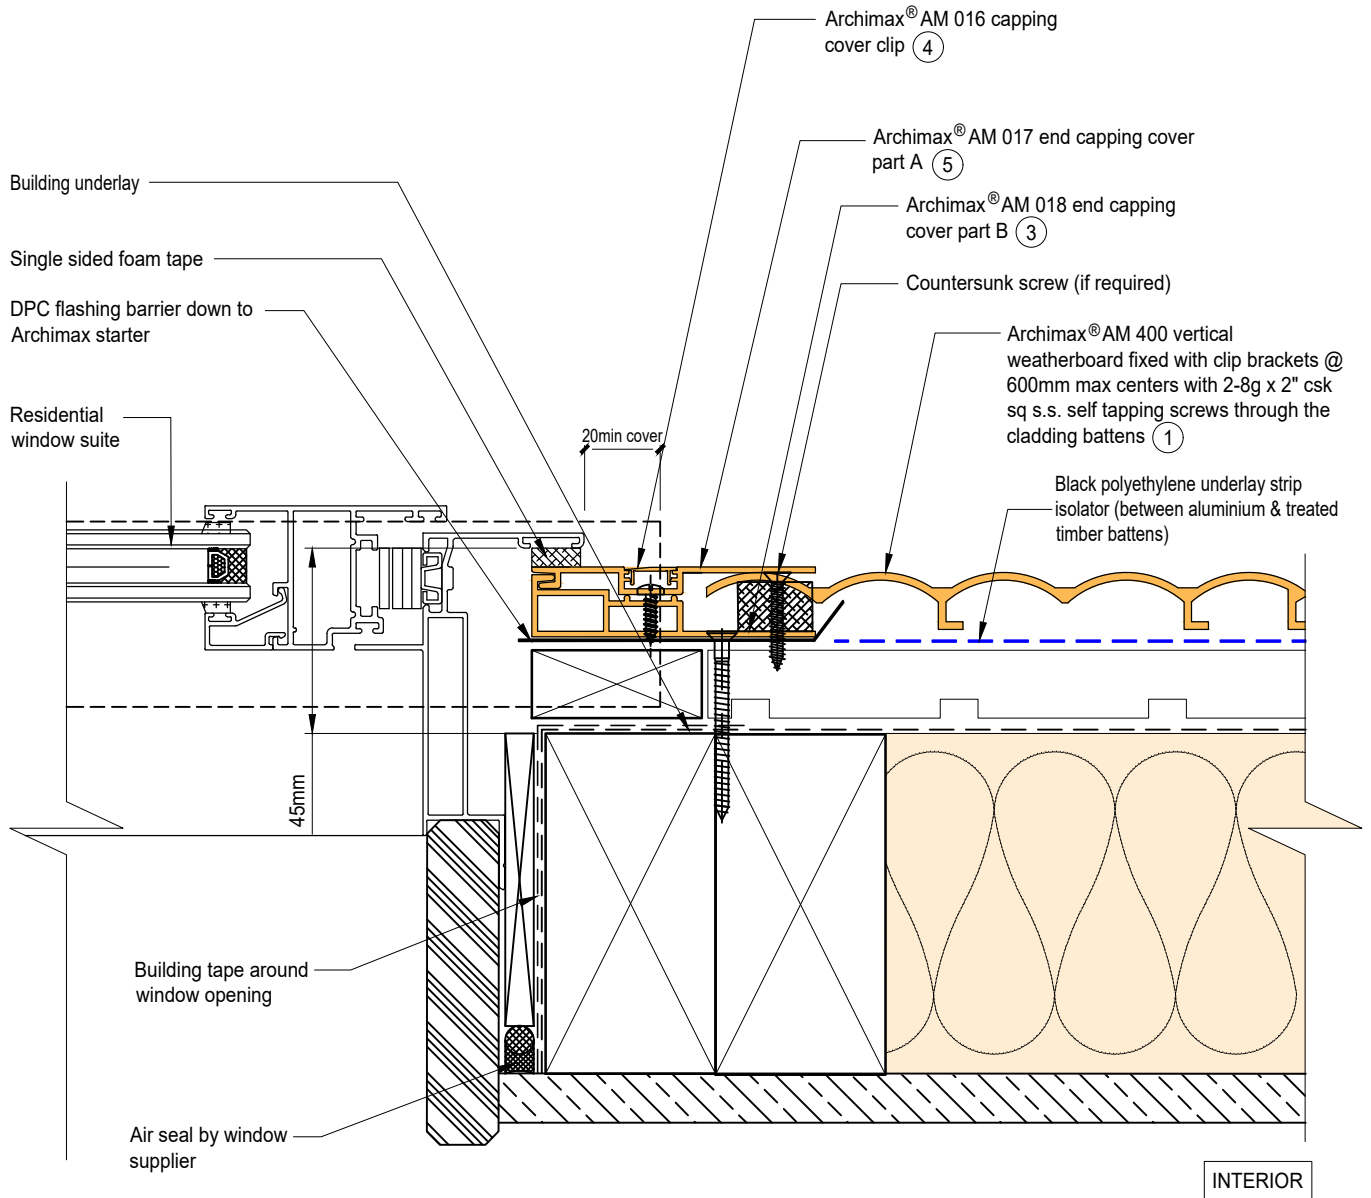 Archimax® AM 016 capping
cover clip 4
Archimax® AM 017 end capping cover
part A 5
Archimax® AM 018 end capping
cover part B 3
Countersunk screw (if required)
Archimax® AM 400 vertical
weatherboard fixed with clip brackets @
600mm max centers with 2-8g x 2" csk
sq s.s. self tapping screws through the
cladding battens 1
Black polyethylene underlay strip
isolator (between aluminium & treated
timber battens)
Building underlay
Single sided foam tape
DPC flashing barrier down to
Archimax starter
Residential
window suite
20min cover
45mm
Building tape around
window opening
Air seal by window
supplier
INTERIOR